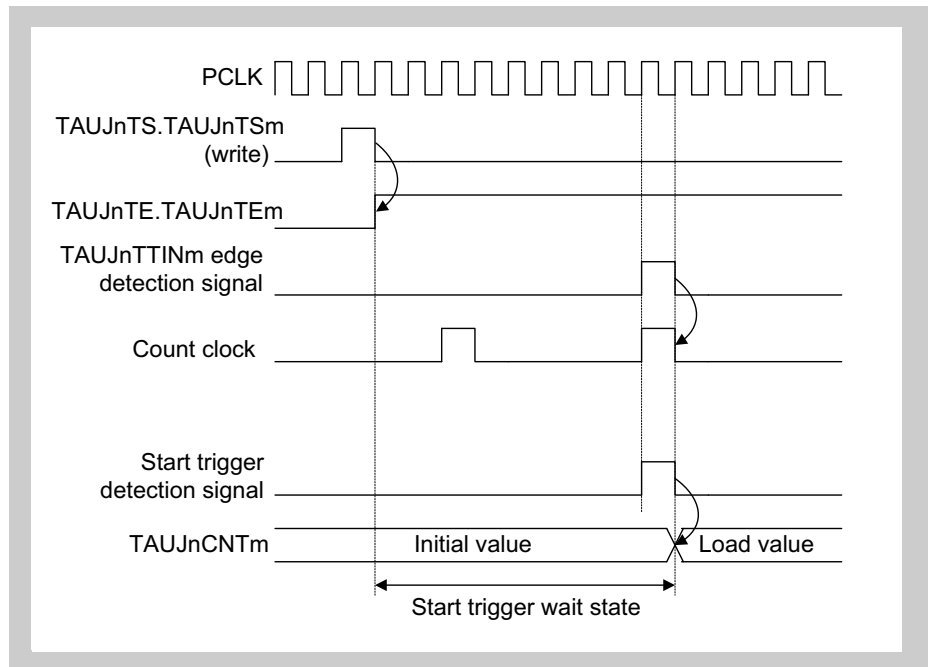 PCLK
TAUJnTS.TAUJnTSm
(write)
TAUJnTE.TAUJnTEm
TAUJnTTINm edge
detection signal
Count clock
Start trigger
detection signal
TAUJnCNTm
Initial value
Load value
Start trigger wait state